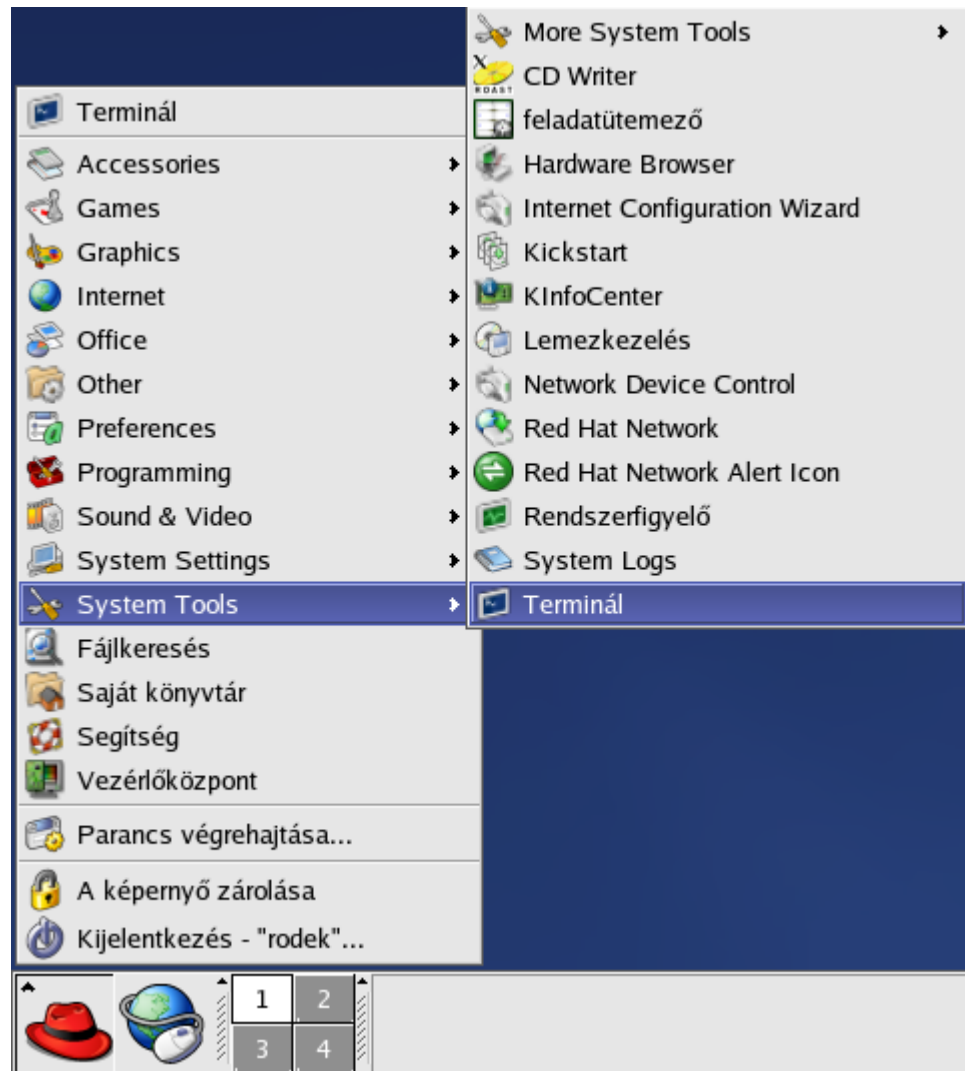 Terminál
Accessories
Games
Graphics
Internet
Office
Other
Preferences
Programming
Sound & Video
System Settings
System Tools
Fájlkeresés
Saját könyvtár
Segítség
Vezérlőközpont
Parancs végrehajtása...
A képernyő zárolása
Kijelentkezés - "rodek"...
More System Tools
X
ROAST
CD Writer
feladatütemező
Hardware Browser
Internet Configuration Wizard
Kickstart
KInfoCenter
Lemezkezelés
Network Device Control
Red Hat Network
Red Hat Network Alert Icon
Rendszerfigyelő
System Logs
Terminál
1 2
3 4